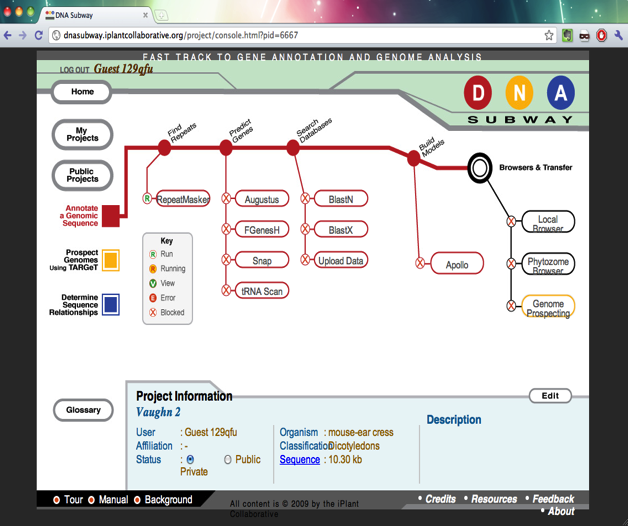 DNA Subway
dnasubway.iplantcollaborative.org/project/console.html?pid=6667
FAST TRACK TO GENE ANNOTATION AND GENOME ANALYSIS
LOG OUT Guest 129qfu
Home
D N A
SUBWAY
My
Projects
Public
Projects
Find
Repeats
Predict
Genes
Search
Databases
Build
Models
Browsers & Transfer
Annotate
a Genomic
Sequence
Prospect
Genomes
Using TARGeT
Determine
Sequence
Relationships
R RepeatMasker
X Augustus
X FGenesH
X Snap
X tRNA Scan
X BlastN
X BlastX
X Upload Data
X Apollo
X Local
Browser
X Phytozome
Browser
X Genome
Prospecting
Key
R Run
R Running
V View
E Error
X Blocked
Glossary
Project Information
Edit
Vaughn 2
User : Guest 129qfu
Affiliation : -
Status : Private Public
Organism : mouse-ear cress
Classification: Dicotyledons
Sequence : 10.30 kb
Description
Tour Manual Background
All content is © 2009 by the iPlant
Collaborative
• Credits • Resources • Feedback
• About